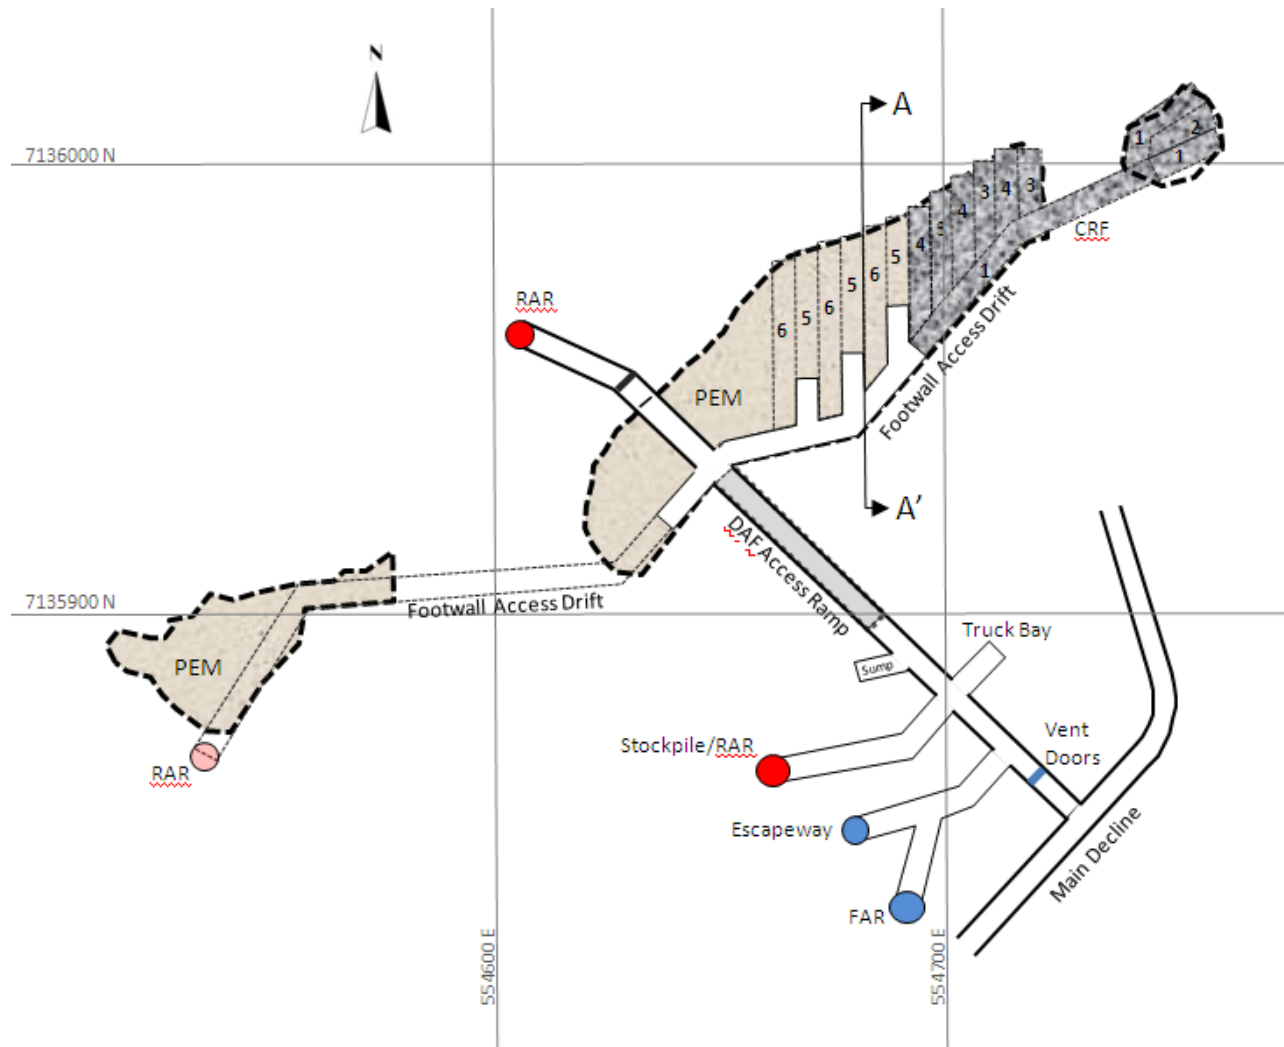 N
A
7136000 N
1
2
1
3
4
3
4
3
4
CRF
5
6
5
6
5
6
1
RAR
PEM
Footwall Access Drift
A’
DAF Access Ramp
Footwall Access Drift
7135900 N
Truck Bay
PEM
Sump
Stockpile/RAR
Vent
Doors
RAR
Escapeway
Main Decline
FAR
554600 E
554700 E